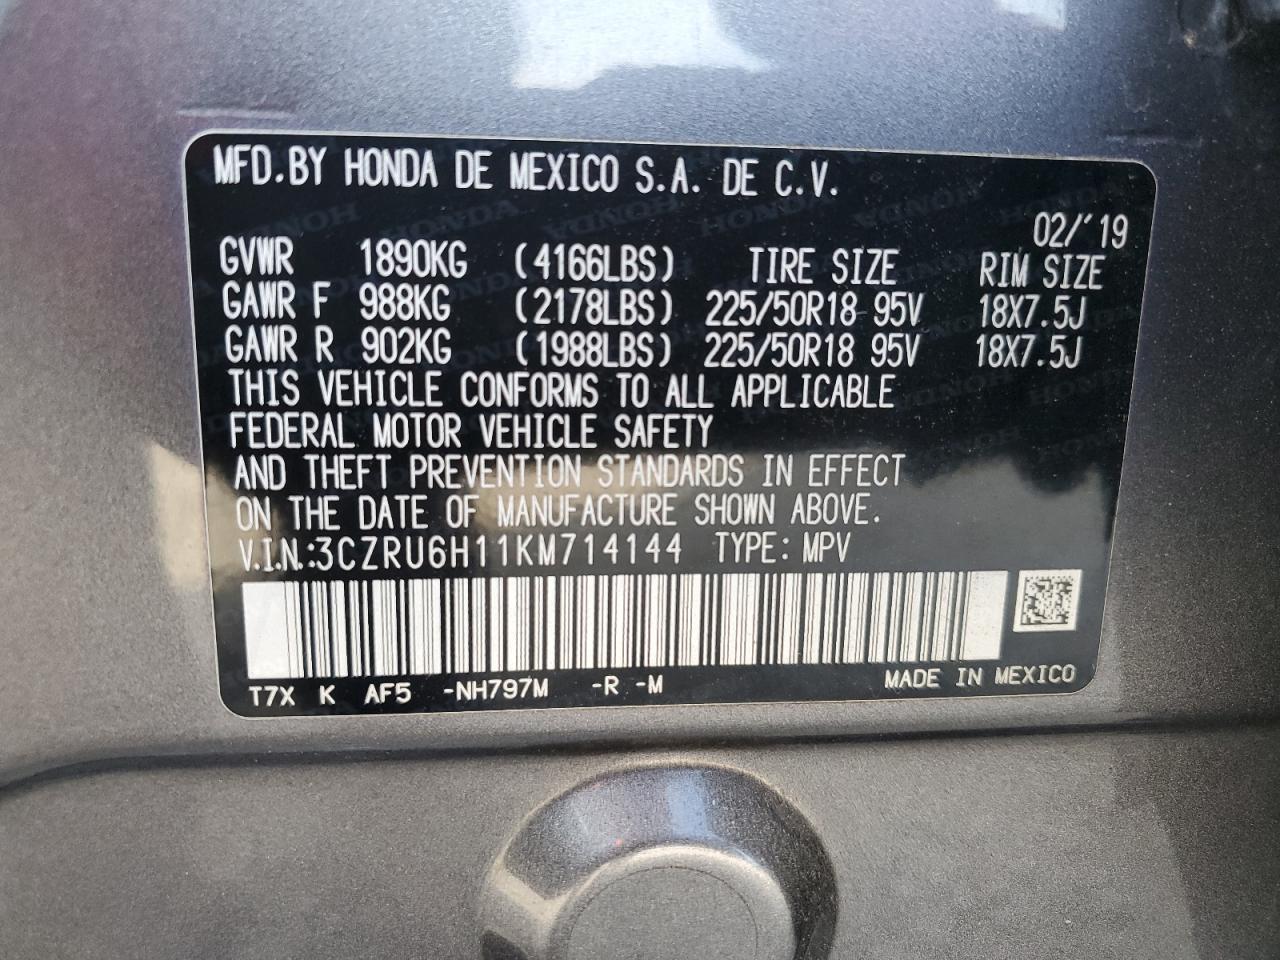 MFD.BY HONDA DE MEXICO S.A. DE C.V.
02/'19
GVWR 1890KG (4166LBS) TIRE SIZE RIM SIZE
GAWR F 988KG (2178LBS) 225/50R18 95V 18X7.5J
GAWR R 902KG (1988LBS) 225/50R18 95V 18X7.5J
THIS VEHICLE CONFORMS TO ALL APPLICABLE
FEDERAL MOTOR VEHICLE SAFETY
AND THEFT PREVENTION STANDARDS IN EFFECT
ON THE DATE OF MANUFACTURE SHOWN ABOVE.
V.I.N.:3CZRU6H11KM714144 TYPE: MPV
T7X K AF5 -NH797M -R -M MADE IN MEXICO